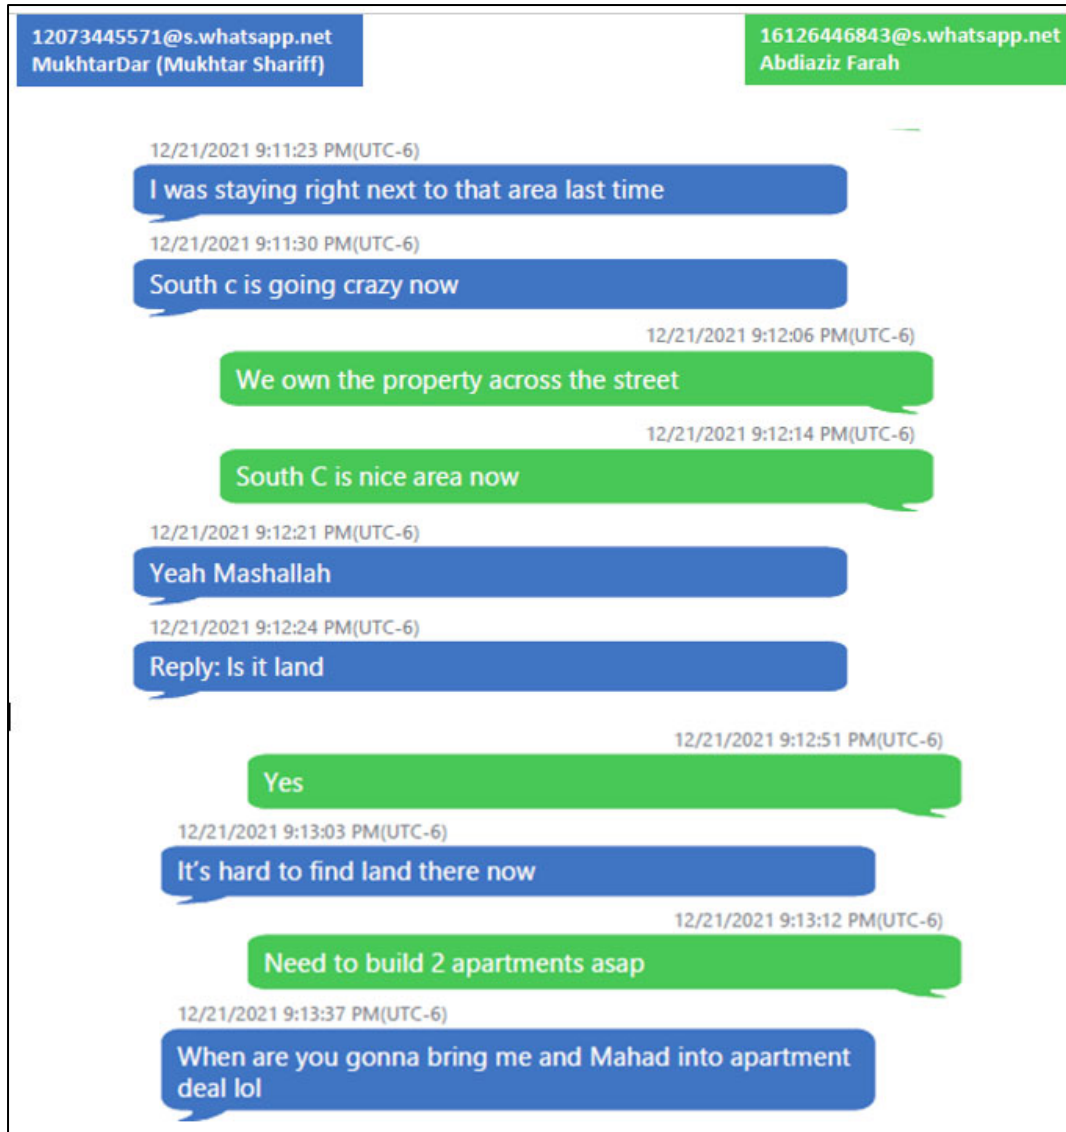 12073445571@s.whatsapp.net
MukhtarDar (Mukhtar Shariff)
16126446843@s.whatsapp.net
Abdiaziz Farah
12/21/2021 9:11:23 PM(UTC-6)
I was staying right next to that area last time
12/21/2021 9:11:30 PM(UTC-6)
South c is going crazy now
12/21/2021 9:12:06 PM(UTC-6)
We own the property across the street
12/21/2021 9:12:14 PM(UTC-6)
South C is nice area now
12/21/2021 9:12:21 PM(UTC-6)
Yeah Mashallah
12/21/2021 9:12:24 PM(UTC-6)
Reply: Is it land
12/21/2021 9:12:51 PM(UTC-6)
Yes
12/21/2021 9:13:03 PM(UTC-6)
It's hard to find land there now
12/21/2021 9:13:12 PM(UTC-6)
Need to build 2 apartments asap
12/21/2021 9:13:37 PM(UTC-6)
When are you gonna bring me and Mahad into apartment
deal lol